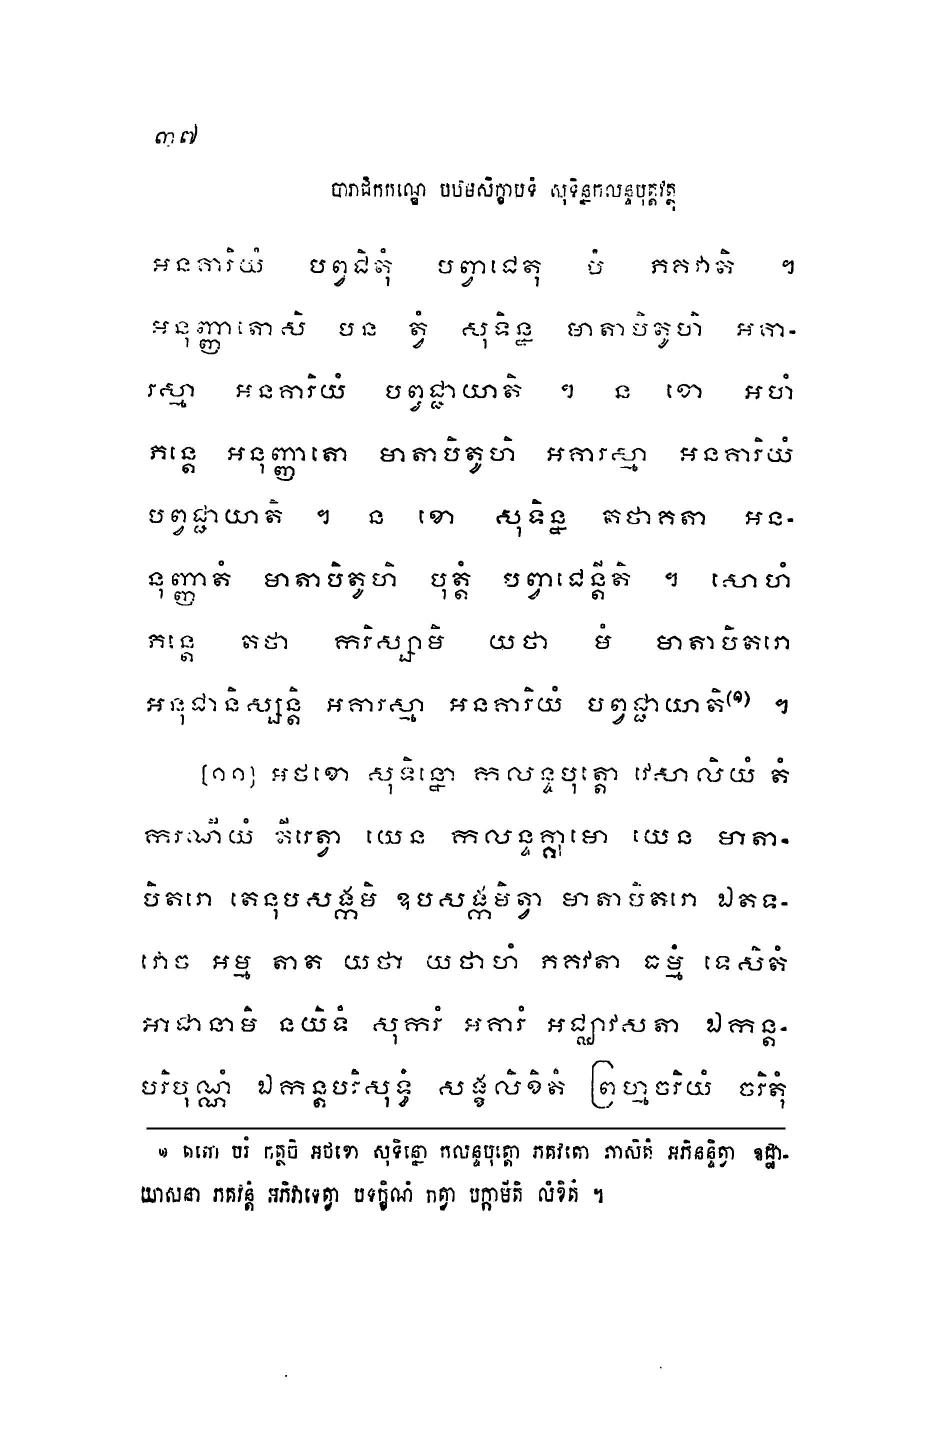 ៣៧
បារាជិកកណ្ឌេ បឋមសិក្ខាបទំ សុទិន្នកលន្ទបុត្តវត្ថុ
អនគារិយំ បព្វជិតុំ បញ្វាជេតុ មំ ភគវាតិ ។
អនុញ្ញាតោសិ បន ត្វំ សុទិន្ន មាតាបិតូហិ អគា-
រស្មា អនគារិយំ បព្វជ្ជាយាតិ ។ ន ខោ អហំ
ភន្តេ អនុញ្ញាតោ មាតាបិតូហិ អគារស្មា អនគារិយំ
បព្វជ្ជាយាតិ ។ ន ខោ សុទិន្ន តថាគតា អន-
នុញ្ញាតំ មាតាបិតូហិ បុត្តំ បព្វាជេន្តីតិ ។ សោហំ
ភន្តេ តថា ករិស្សាមិ យថា មំ មាតាបិតរោ
អនុជានិស្សន្តិ អគារស្មា អនគារិយំ បព្វជ្ជាយាតិ(១) ។
[១១] អថខោ សុទិន្នោ កលន្ទបុត្តោ វេសាលិយំ តំ
ករណីយំ តីរេត្វា យេន កលន្ទគ្គាមោ យេន មាតា-
បិតរោ តេនុបសង្កមិ ឧបសង្កមិត្វា មាតាបិតរោ ឯតទ-
វោច អម្ម តាត យថា យថាហំ ភគវតា ធម្មំ ទេសិតំ
អាជានាមិ នយិទំ សុករំ អគារំ អជ្ឈាវសតា ឯកន្ត-
បរិបុណ្ណំ ឯកន្តបរិសុទ្ធំ សង្ខលិខិតំ ព្រហ្មចរិយំ ចរិតុំ
១ ឯតោ បរំ កត្ថចិ អថខោ សុទិន្នោ កលន្ទបុត្តោ ភគវតោ ភាសិតំ អភិនន្ទិត្វា ឧដ្ឋា-
យាសនា ភគវន្តំ អភិវាទេត្វា បទក្ខិណំ កត្វា បក្កាមីតិ លិខិតំ ។